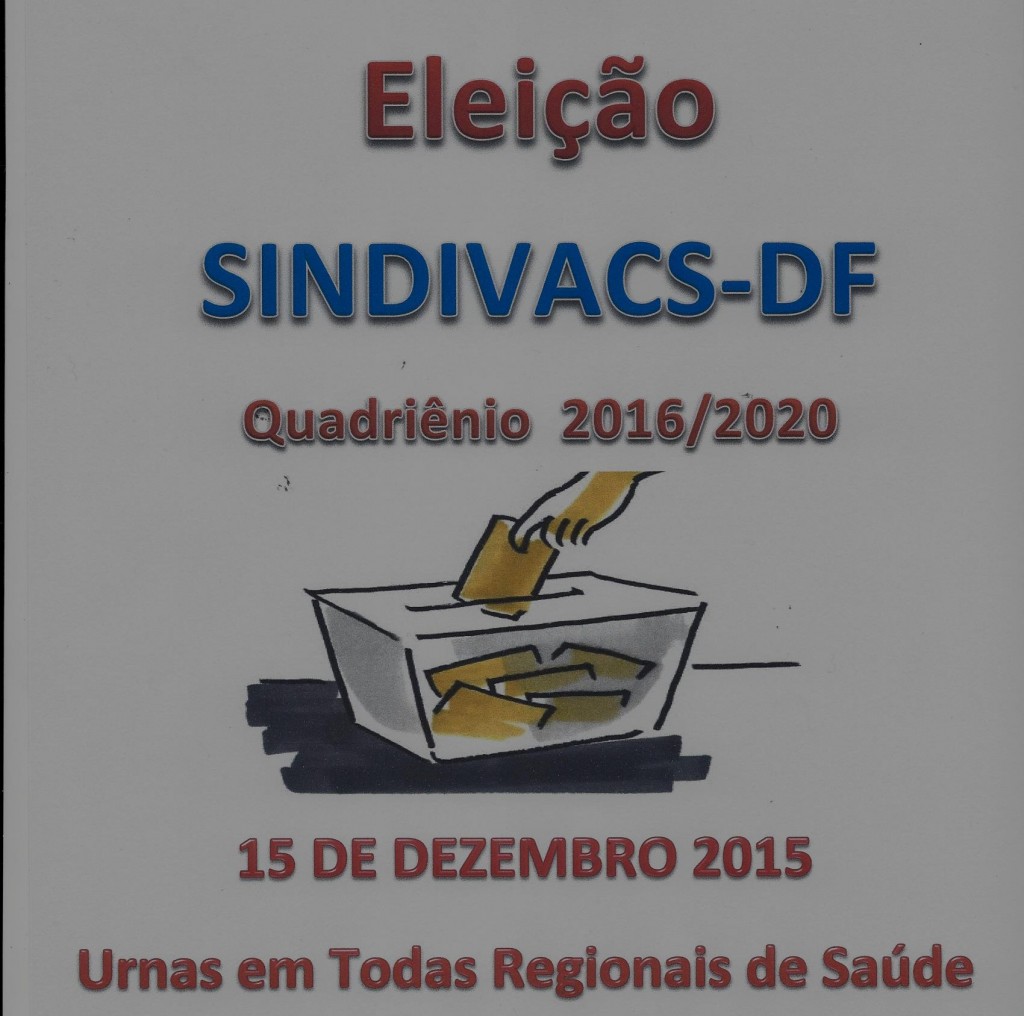 Eleição
SINDIVACS-DF
Quadriênio 2016/2020
15 DE DEZEMBRO 2015
Urnas em Todas Regionais de Saúde